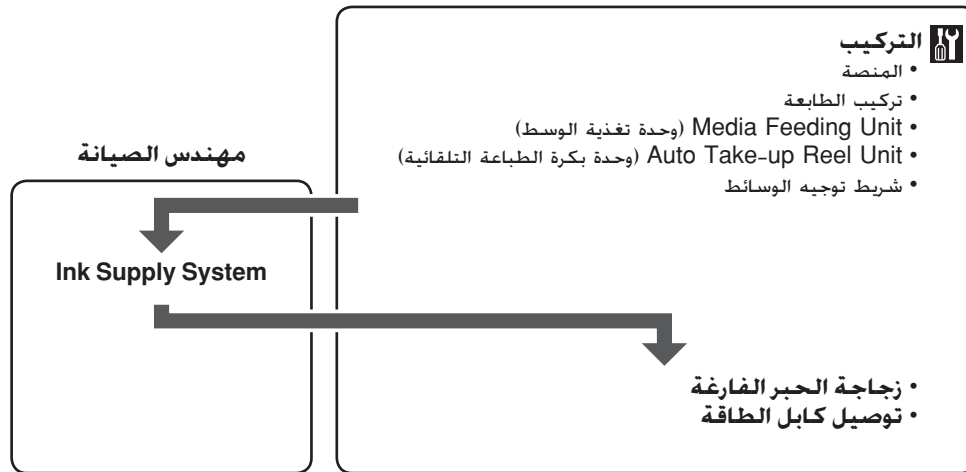 التركيب
• المنصة
• تركيب الطابعة
• Media Feeding Unit (وحدة تغذية الوسط)
• Auto Take-up Reel Unit (وحدة بكرة الطباعة التلقائية)
• شريط توجيه الوسائط
مهندس الصيانة
Ink Supply System
• زجاجة الحبر الفارغة
• توصيل كابل الطاقة